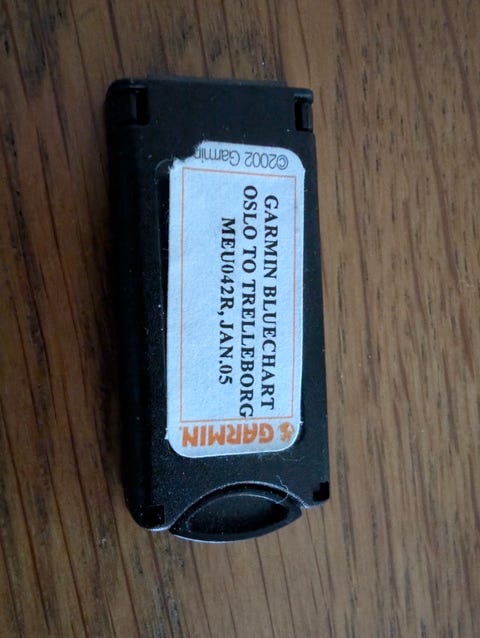 ©2002 Garmin
GARMIN BLUECHART
OSLO TO TRELLEBORG
MEU042R, JAN.05
GARMIN